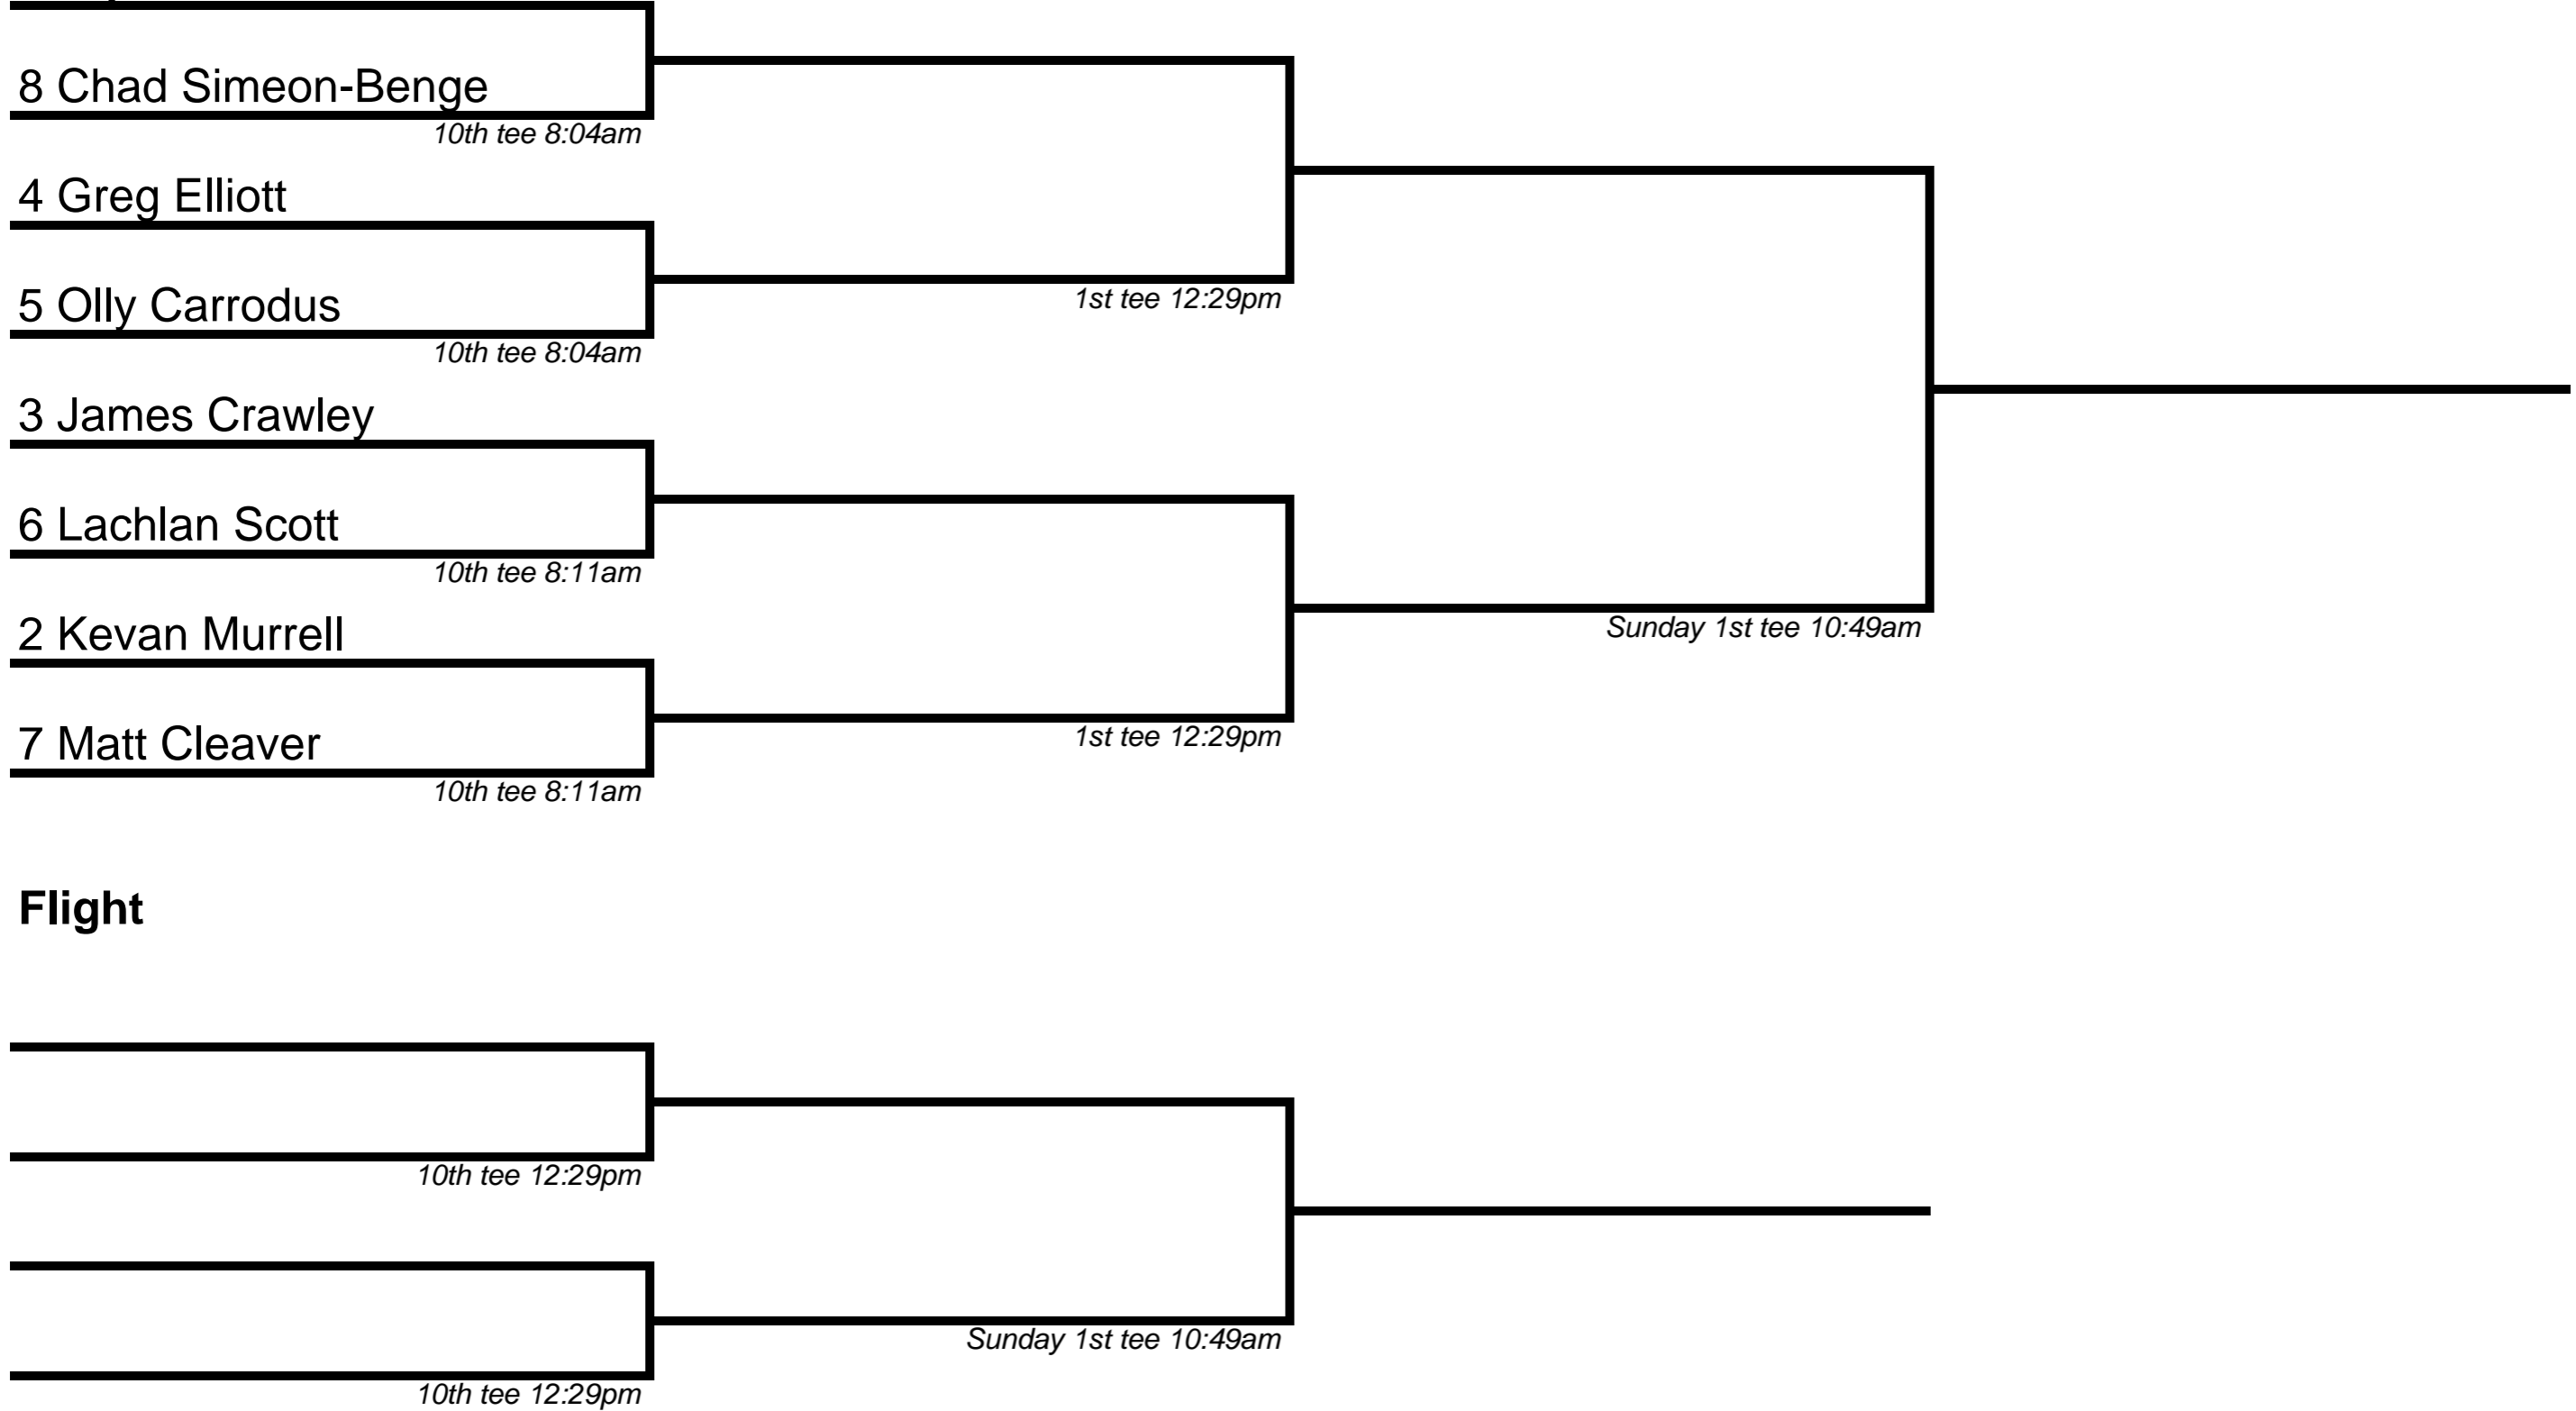 8 Chad Simeon-Benge
10th tee 8:04am
4 Greg Elliott
1st tee 12:29pm
5 Olly Carrodus
10th tee 8:04am
3 James Crawley
6 Lachlan Scott
10th tee 8:11am
2 Kevan Murrell
Sunday 1st tee 10:49am
7 Matt Cleaver
1st tee 12:29pm
10th tee 8:11am
Flight
10th tee 12:29pm
Sunday 1st tee 10:49am
10th tee 12:29pm